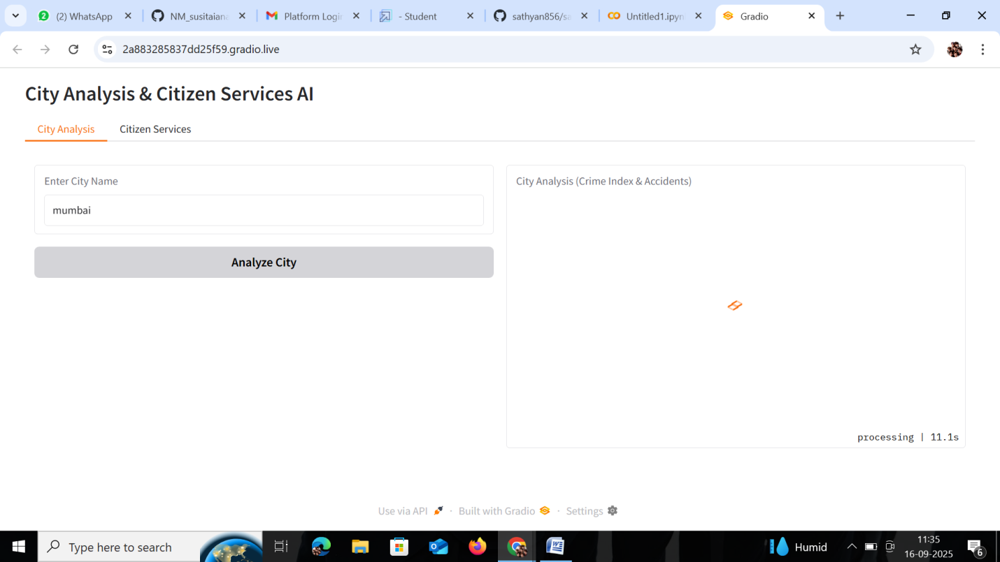 2
(2) WhatsApp
NM_susitaiana
Platform Login
- Student
sathyan856/sa
Untitled1.ipyn
Gradio
2a883285837dd25f59.gradio.live
City Analysis & Citizen Services AI
City Analysis
Citizen Services
Enter City Name
mumbai
Analyze City
City Analysis (Crime Index & Accidents)
processing | 11.1s
Use via API · Built with Gradio · Settings
Type here to search
Humid
11:35
16-09-2025
6